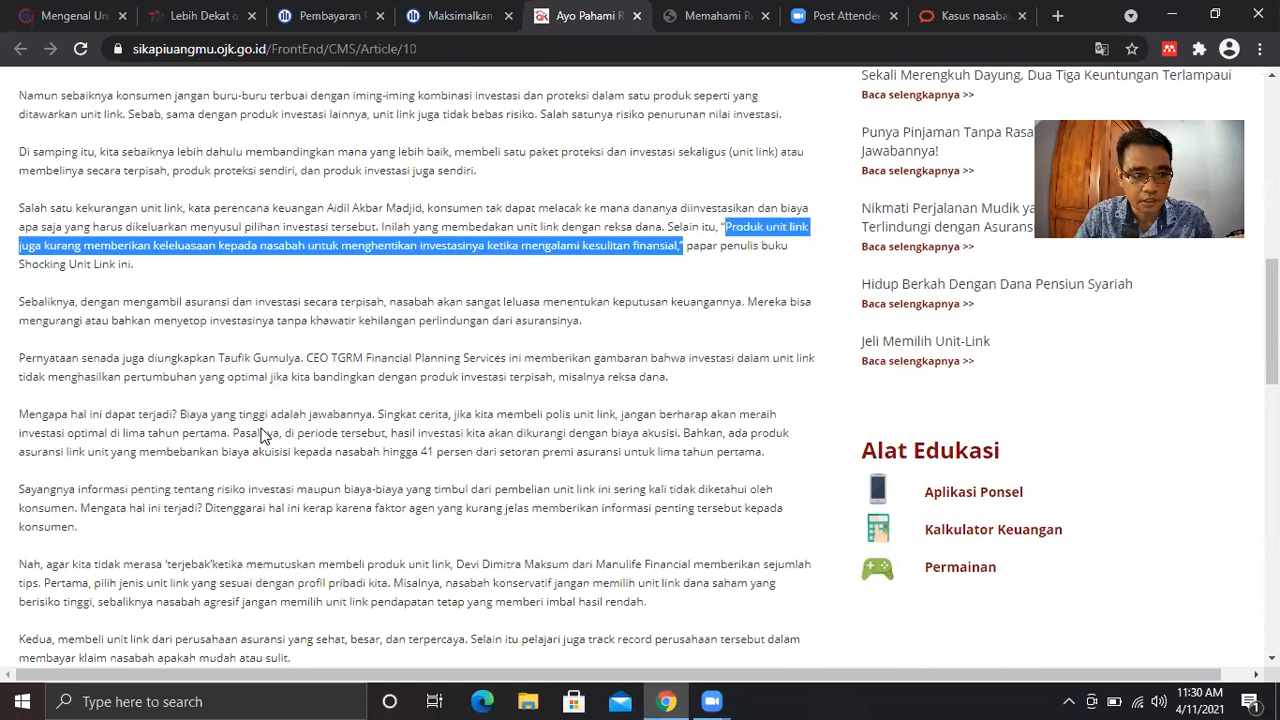 Mengenal Unit
Lebih Dekat
Pembayaran
Maksimalkan
Ayo Pahami R
Memahami Ra
Post Attendee
Kasus nasaba
sikapiuangmu.ojk.go.id/FrontEnd/CMS/Article/10
Namun sebaiknya konsumen jangan buru-buru terbuai dengan iming-iming kombinasi investasi dan proteksi dalam satu produk seperti yang
ditawarkan unit link. Sebab, sama dengan produk investasi lainnya, unit link juga tidak bebas risiko. Salah satunya risiko penurunan nilai investasi.
Di samping itu, kita sebaiknya lebih dahulu membandingkan mana yang lebih baik, membeli satu paket proteksi dan investasi sekaligus (unit link) atau
membelinya secara terpisah, produk proteksi sendiri, dan produk investasi juga sendiri.
Salah satu kekurangan unit link, kata perencana keuangan Aidil Akbar Madjid, konsumen tak dapat melacak ke mana dananya diinvestasikan dan biaya
apa saja yang harus dikeluarkan menyusul pilihan investasi tersebut. Inilah yang membedakan unit link dengan reksa dana. Selain itu, “Produk unit link
juga kurang memberikan keleluasaan kepada nasabah untuk menghentikan investasinya ketika mengalami kesulitan finansial,” papar penulis buku
Shocking Unit Link ini.
Sebaliknya, dengan mengambil asuransi dan investasi secara terpisah, nasabah akan sangat leluasa menentukan keputusan keuangannya. Mereka bisa
mengurangi atau bahkan menyetop investasinya tanpa khawatir kehilangan perlindungan dari asuransinya.
Pernyataan senada juga diungkapkan Taufik Gumulya. CEO TGRM Financial Planning Services ini memberikan gambaran bahwa investasi dalam unit link
tidak menghasilkan pertumbuhan yang optimal jika kita bandingkan dengan produk investasi terpisah, misalnya reksa dana.
Mengapa hal ini dapat terjadi? Biaya yang tinggi adalah jawabannya. Singkat cerita, jika kita membeli polis unit link, jangan berharap akan meraih
investasi optimal di lima tahun pertama. Pasalnya, di periode tersebut, hasil investasi kita akan dikurangi dengan biaya akusisi. Bahkan, ada produk
asuransi link unit yang membebankan biaya akuisisi kepada nasabah hingga 41 persen dari setoran premi asuransi untuk lima tahun pertama.
Sayangnya informasi penting tentang risiko investasi maupun biaya-biaya yang timbul dari pembelian unit link ini sering kali tidak diketahui oleh
konsumen. Mengata hal ini terjadi? Ditenggarai hal ini kerap karena faktor agen yang kurang jelas memberikan informasi penting tersebut kepada
konsumen.
Nah, agar kita tidak merasa ‘terjebak’ketika memutuskan membeli produk unit link, Devi Dimitra Maksum dari Manulife Financial memberikan sejumlah
tips. Pertama, pilih jenis unit link yang sesuai dengan profil pribadi kita. Misalnya, nasabah konservatif jangan memilih unit link dana saham yang
berisiko tinggi, sebaliknya nasabah agresif jangan memilih unit link pendapatan tetap yang memberi imbal hasil rendah.
Kedua, membeli unit link dari perusahaan asuransi yang sehat, besar, dan terpercaya. Selain itu pelajari juga track record perusahaan tersebut dalam
membayar klaim nasabah apakah mudah atau sulit.
Sekali Merengkuh Dayung, Dua Tiga Keuntungan Terlampaui
Baca selengkapnya >>
Punya Pinjaman Tanpa Rasa
Jawabannya!
Baca selengkapnya >>
Nikmati Perjalanan Mudik ya
Terlindungi dengan Asurans
Baca selengkapnya >>
Hidup Berkah Dengan Dana Pensiun Syariah
Baca selengkapnya >>
Jeli Memilih Unit-Link
Baca selengkapnya >>
Alat Edukasi
Aplikasi Ponsel
Kalkulator Keuangan
Permainan
Type here to search
11:30 AM
4/11/2021